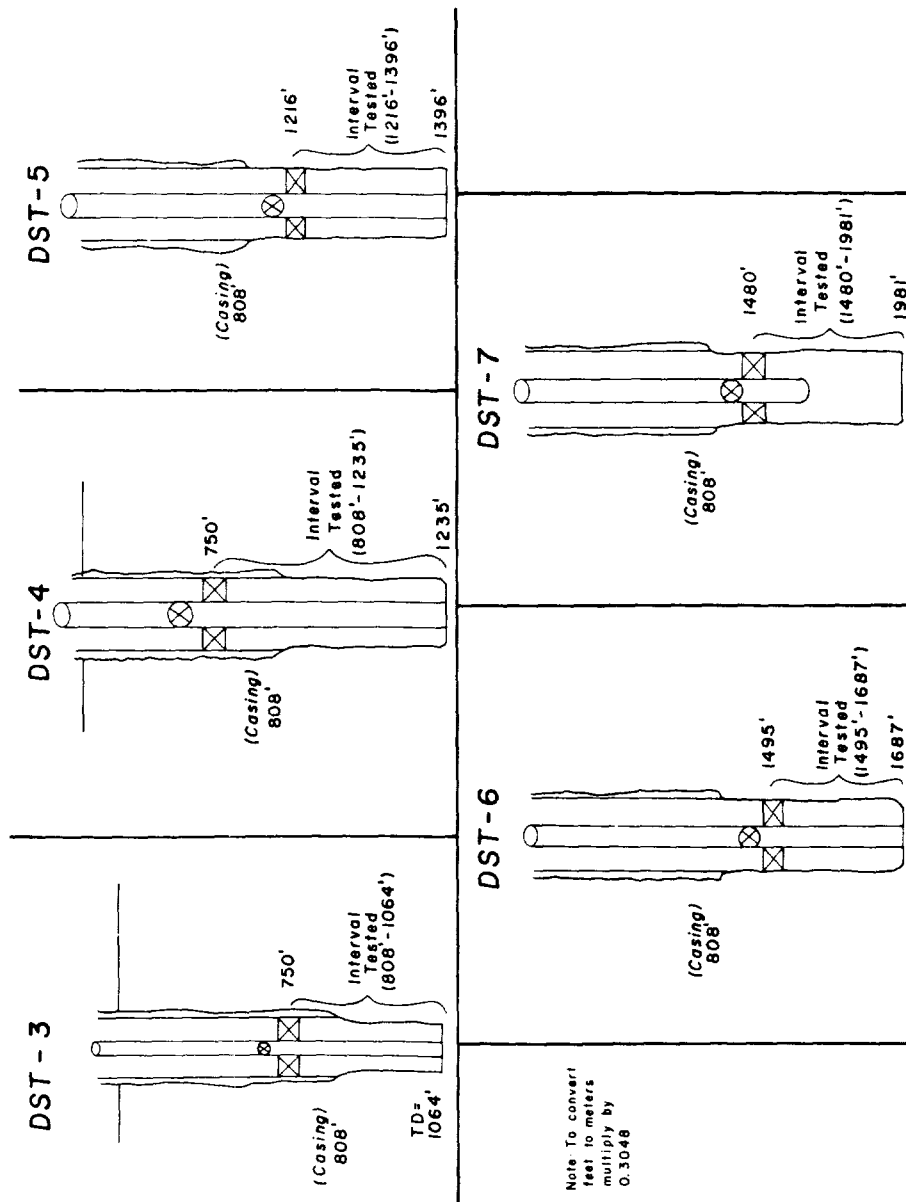 DST-3
(Casing)
808'
TD=
1064'
750'
Interval
Tested
(808'-1064')
DST-4
(Casing)
808'
750'
Interval
Tested
(808'-1235')
1235'
DST-5
(Casing)
808'
1216'
Interval
Tested
(1216'-1396')
1396'
Note: To convert
feet to meters
multiply by
0.3048
DST-6
(Casing)
808'
1495'
Interval
Tested
(1495'-1687')
1687'
DST-7
(Casing)
808'
1480'
Interval
Tested
(1480'-1981')
1981'